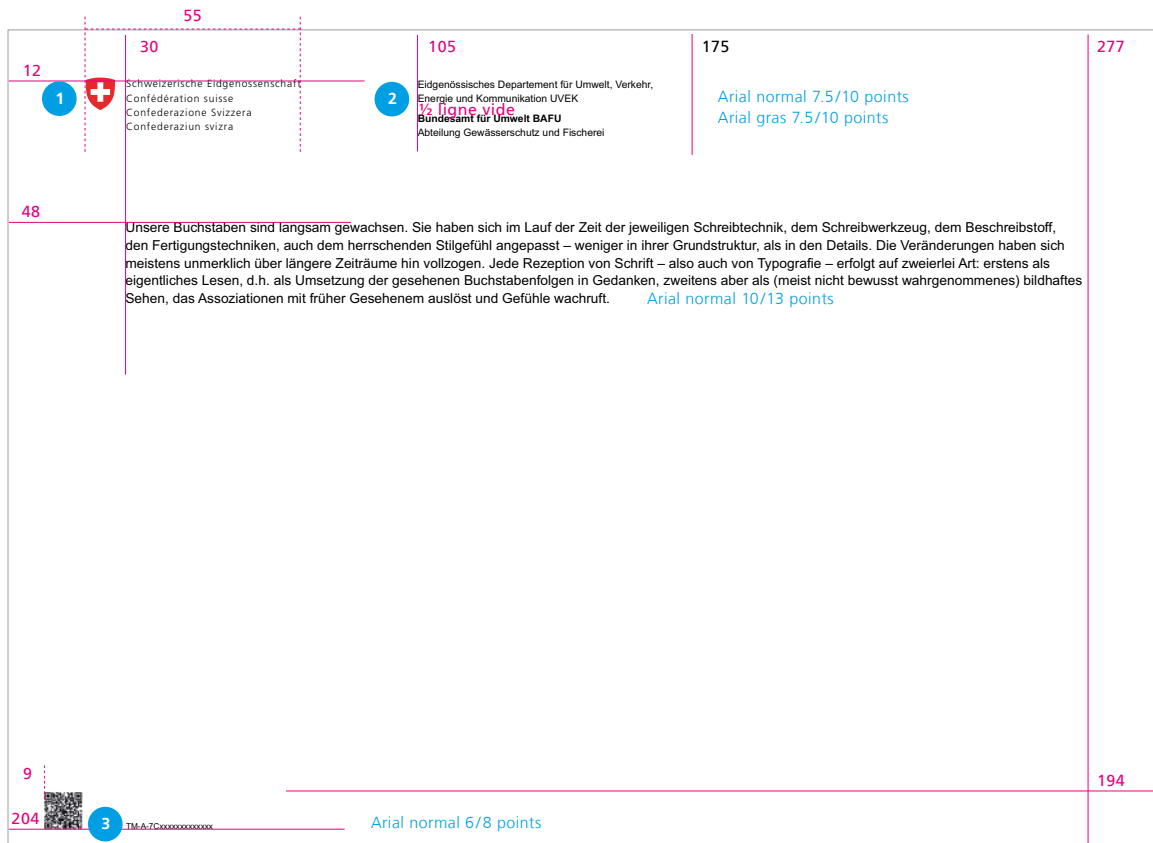 55
30
105
175
277
12
1
Schweizerische Eidgenossenschaft
Confédération suisse
Confederazione Svizzera
Confederaziun svizra
2
Eidgenössisches Departement für Umwelt, Verkehr,
Energie und Kommunikation UVEK
½ ligne vide
Bundesamt für Umwelt BAFU
Abteilung Gewässerschutz und Fischerei
Arial normal 7.5/10 points
Arial gras 7.5/10 points
48
Unsere Buchstaben sind langsam gewachsen. Sie haben sich im Lauf der Zeit der jeweiligen Schreibtechnik, dem Schreibwerkzeug, dem Beschreibstoff,
den Fertigungstechniken, auch dem herrschenden Stilgefühl angepasst – weniger in ihrer Grundstruktur, als in den Details. Die Veränderungen haben sich
meistens unmerklich über längere Zeiträume hin vollzogen. Jede Rezeption von Schrift – also auch von Typografie – erfolgt auf zweierlei Art: erstens als
eigentliches Lesen, d.h. als Umsetzung der gesehenen Buchstabenfolgen in Gedanken, zweitens aber als (meist nicht bewusst wahrgenommenes) bildhaftes
Sehen, das Assoziationen mit früher Gesehenem auslöst und Gefühle wachruft.
Arial normal 10/13 points
9
194
204
3
TM-A-7Cxxxxxxxxxxxxx
Arial normal 6/8 points